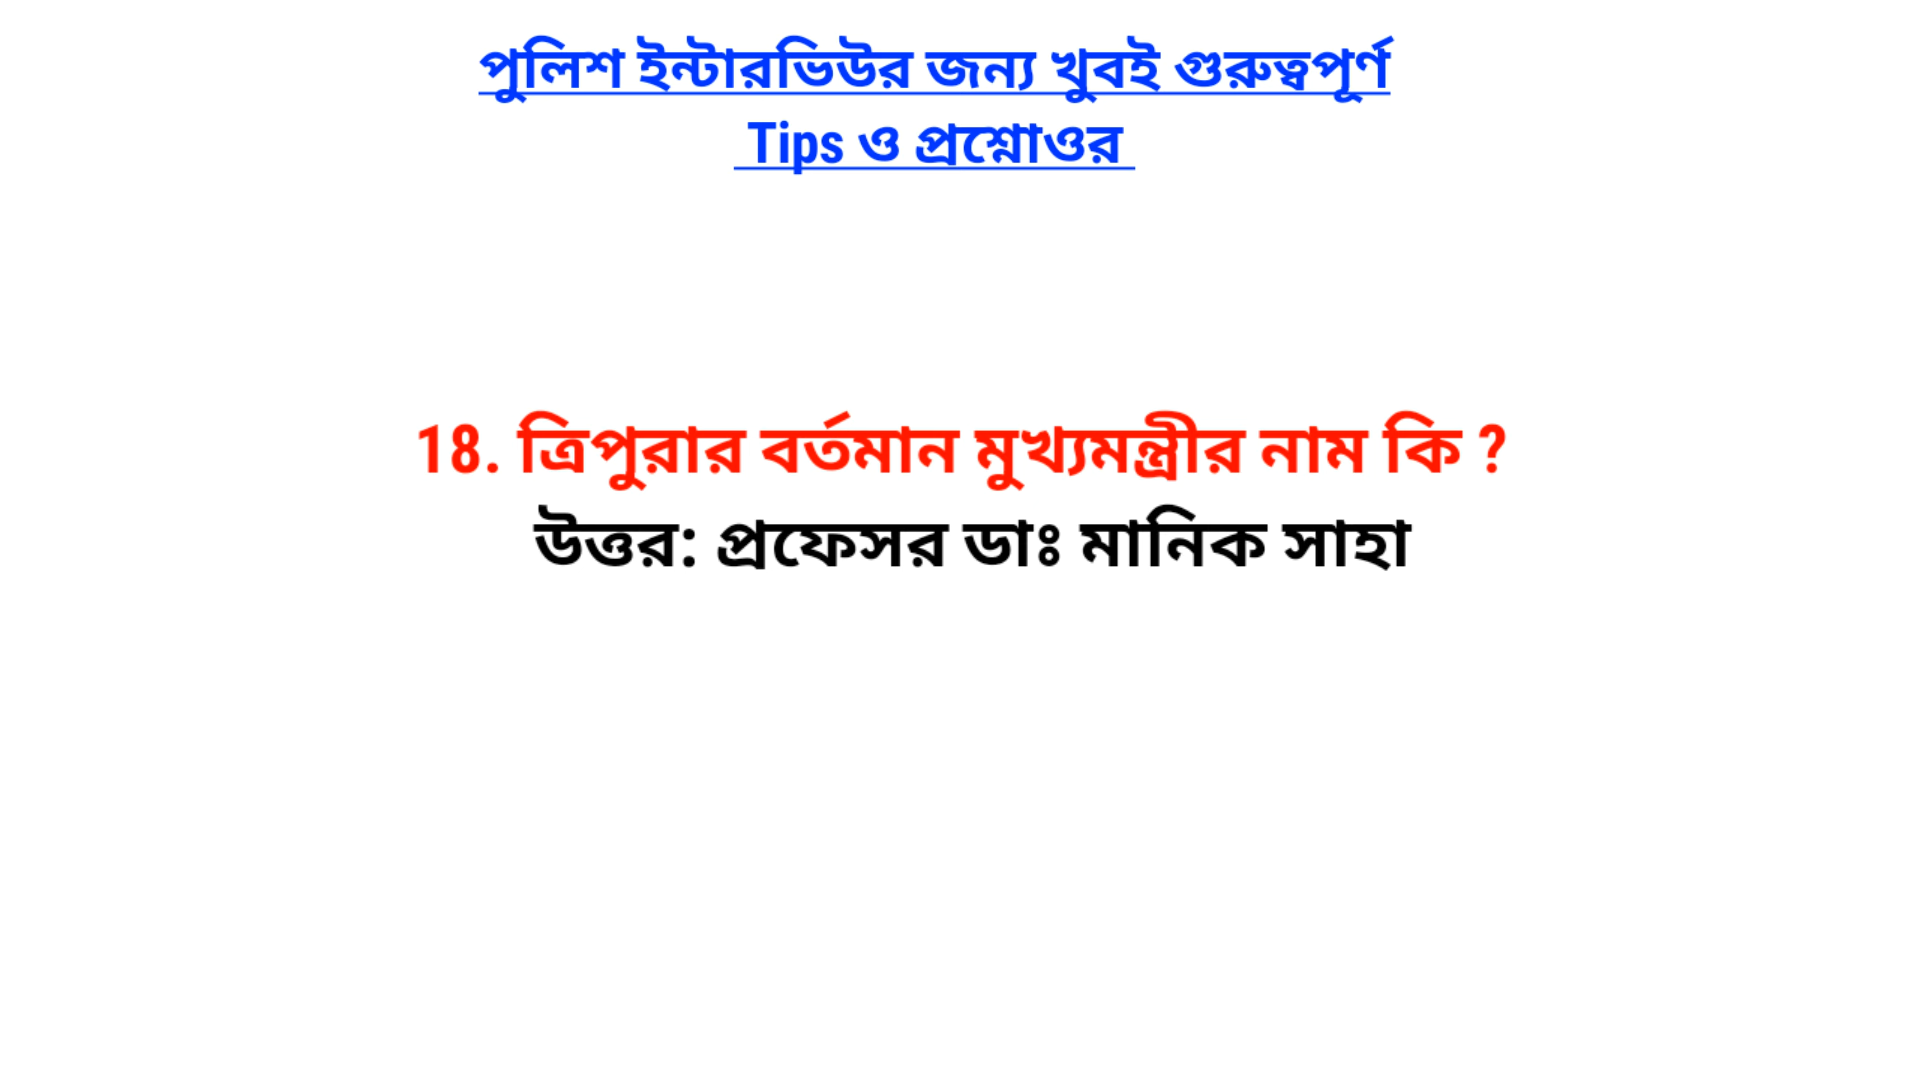 পুলিশ ইন্টারভিউর জন্য খুবই গুরুত্বপূর্ণ
Tips ও প্রশ্নোওর
18. ত্রিপুরার বর্তমান মুখ্যমন্ত্রীর নাম কি ?
উত্তর: প্রফেসর ডাঃ মানিক সাহা